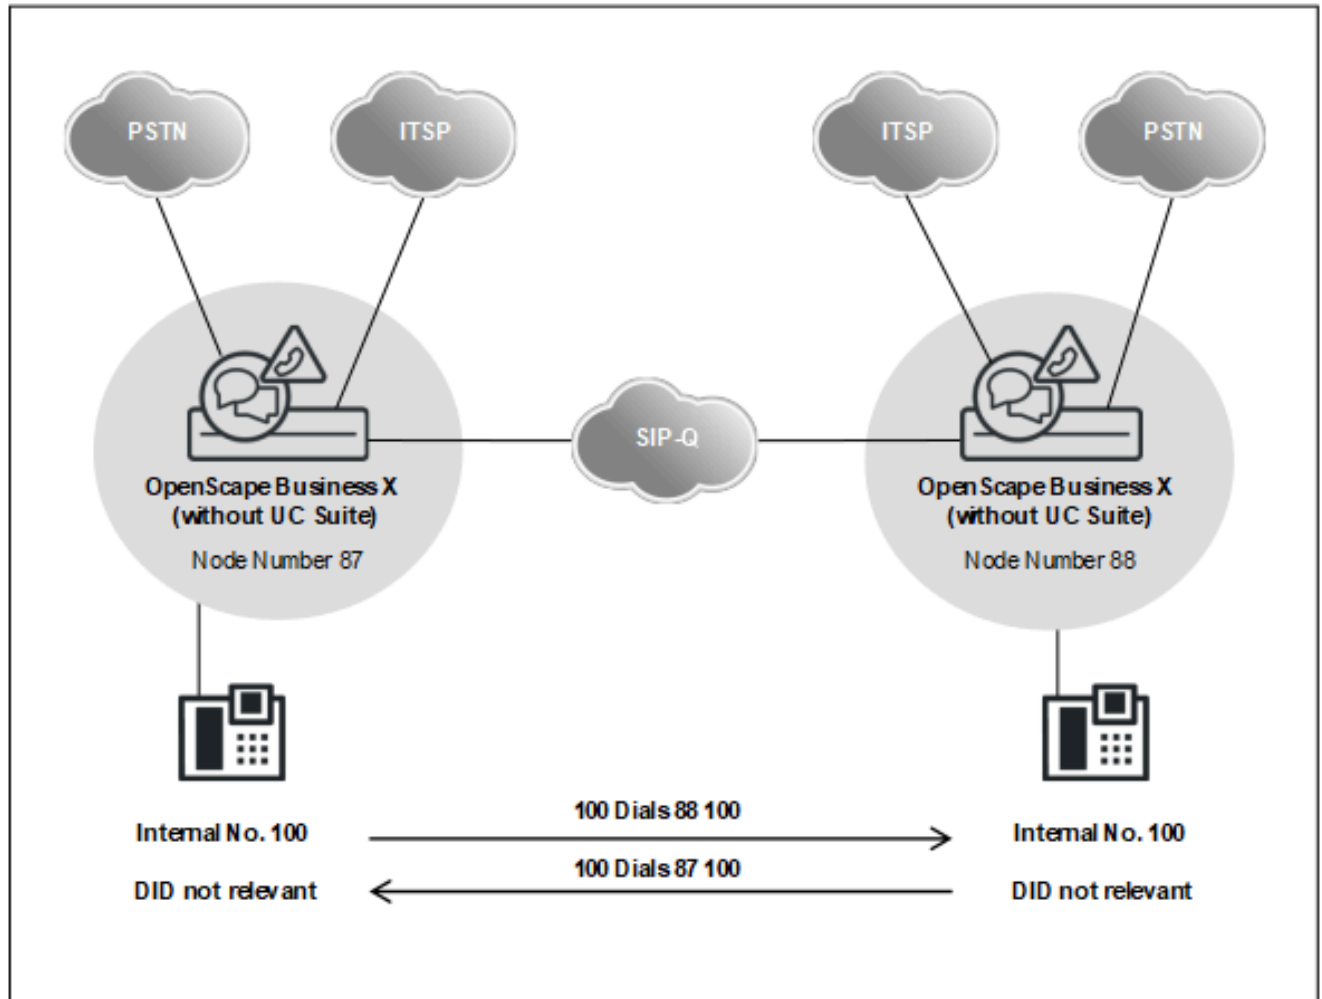 PSTN
ITSP
ITSP
PSTN
SIP-Q
OpenScape Business X
(without UC Suite)
Node Number 87
OpenScape Business X
(without UC Suite)
Node Number 88
100 Dials 88 100
Internal No. 100
Internal No. 100
100 Dials 87 100
DID not relevant
DID not relevant